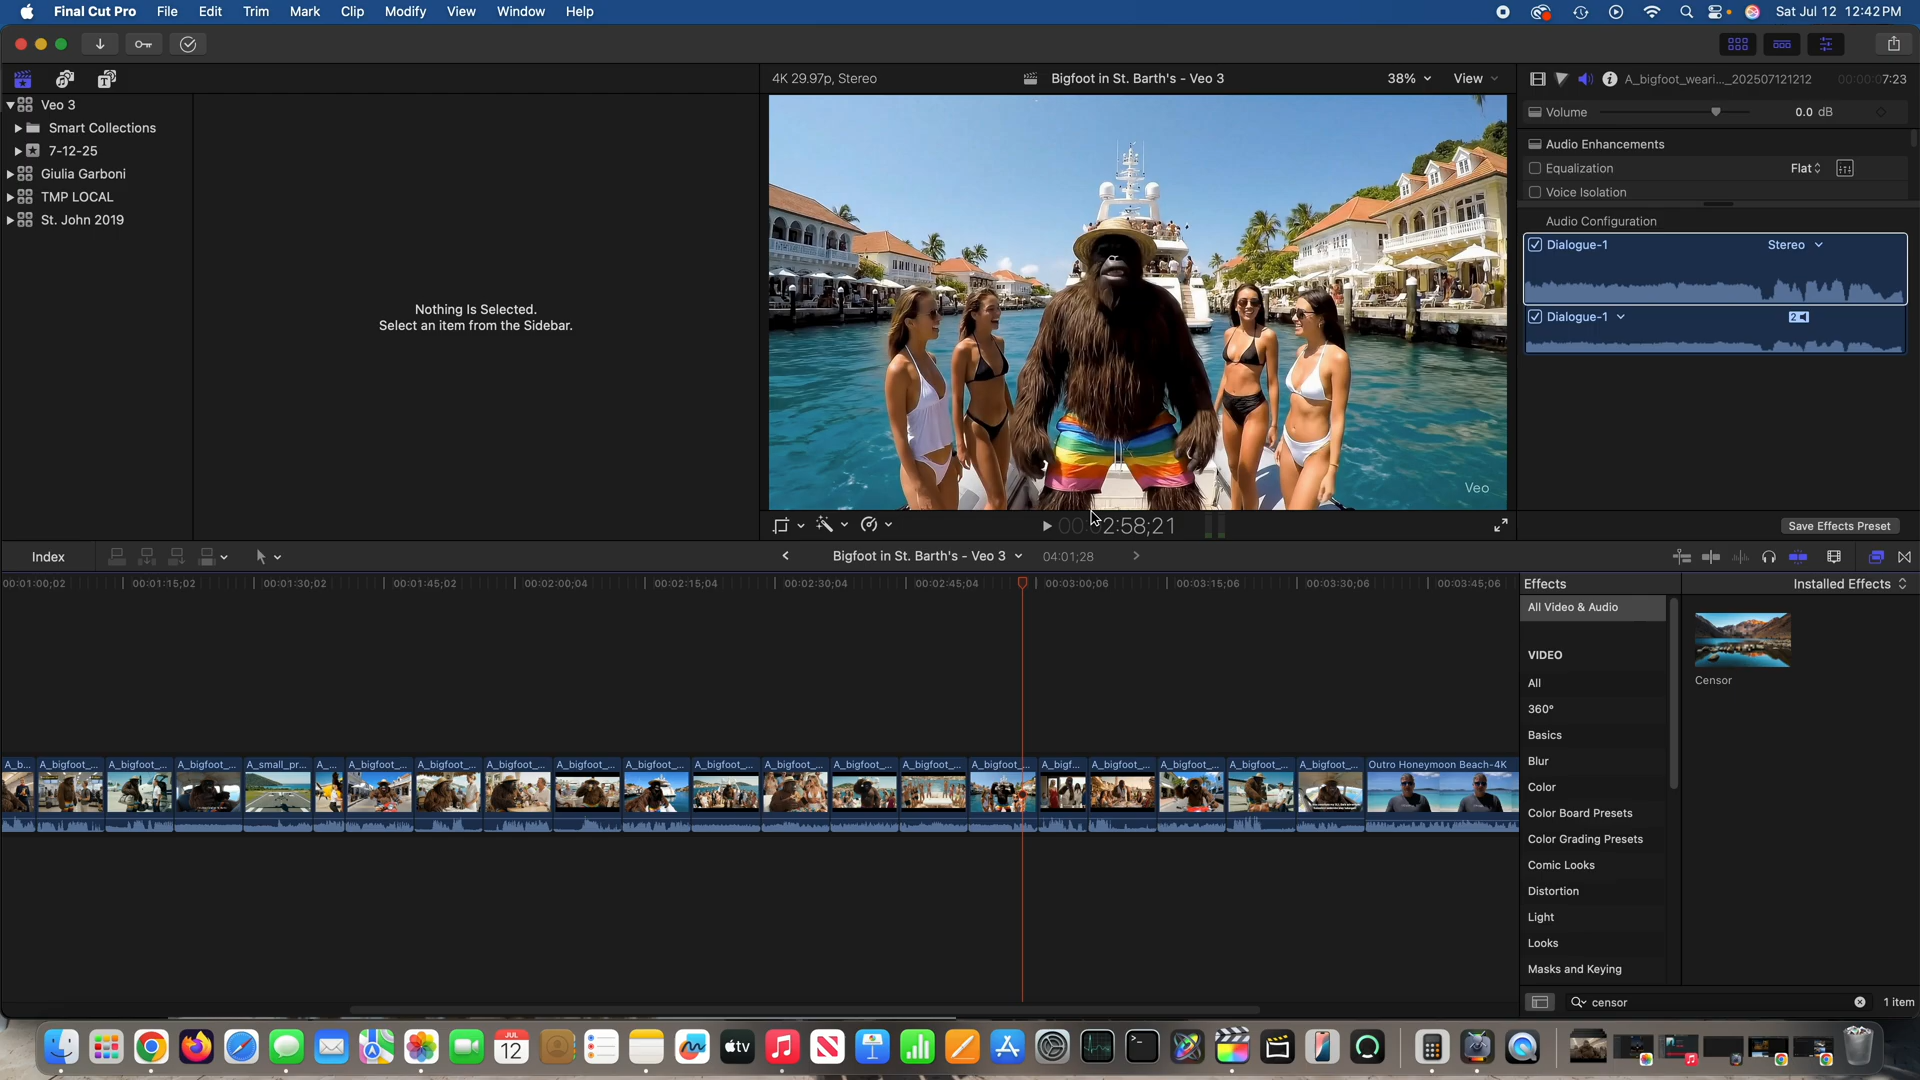 Final Cut Pro File Edit Trim Mark Clip Modify View Window Help Sat Jul 12 12:42 PM
4K 29.97p, Stereo Bigfoot in St. Barth's - Veo 3 38% View A_bigfoot_weari..._202507121212 00:00:07:23
Veo 3
Smart Collections
7-12-25
Giulia Garboni
TMP LOCAL
St. John 2019
Nothing Is Selected.
Select an item from the Sidebar.
Veo
Volume 0.0 dB
Audio Enhancements
Equalization Flat
Voice Isolation
Audio Configuration
Dialogue-1 Stereo
Dialogue-1 2
2:58;21
Save Effects Preset
Index Bigfoot in St. Barth's - Veo 3 04:01;28
00:01:00;02 00:01:15;02 00:01:30;02 00:01:45;02 00:02:00;04 00:02:15;04 00:02:30;04 00:02:45;04 00:03:00;06 00:03:15;06 00:03:30;06 00:03:45;06
A_b... A_bigfoot_... A_bigfoot_... A_bigfoot_... A_small_pr... A_... A_bigfoot_... A_bigfoot_... A_bigfoot_... A_bigfoot_... A_bigfoot_... A_bigfoot_... A_bigfoot_... A_bigfoot_... A_bigfoot_... A_bigfoot_... A_bigf... A_bigfoot_... A_bigfoot_... A_bigfoot_... A_bigfoot_... Outro Honeymoon Beach-4K
Effects Installed Effects
All Video & Audio
VIDEO
All
360°
Basics
Blur
Color
Color Board Presets
Color Grading Presets
Comic Looks
Distortion
Light
Looks
Masks and Keying
Censor
censor 1 item
JUL
12
tv